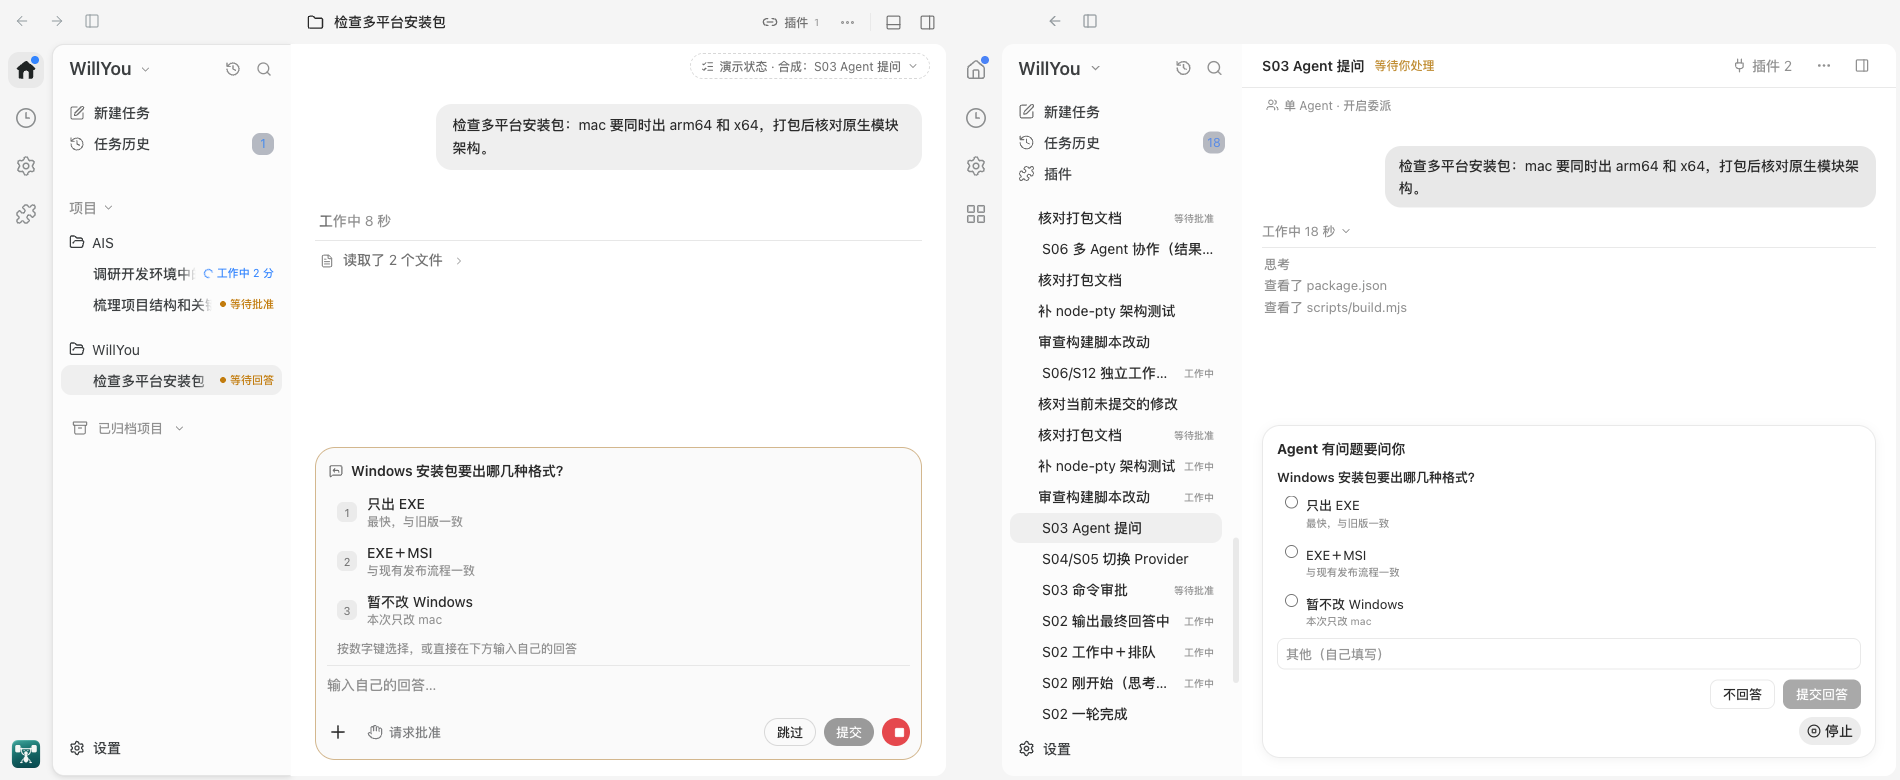 检查多平台安装包
插件 1
WillYou
新建任务
任务历史 1
项目
AIS
调研开发环境中 工作中 2 分
梳理项目结构和关 等待批准
WillYou
检查多平台安装包 等待回答
已归档项目
设置
演示状态 · 合成：S03 Agent 提问
检查多平台安装包：mac 要同时出 arm64 和 x64，打包后核对原生模块
架构。
工作中 8 秒
读取了 2 个文件
Windows 安装包要出哪几种格式?
1 只出 EXE
最快，与旧版一致
2 EXE＋MSI
与现有发布流程一致
3 暂不改 Windows
本次只改 mac
按数字键选择，或直接在下方输入自己的回答
输入自己的回答...
请求批准
跳过
提交
WillYou
新建任务
任务历史 18
插件
核对打包文档 等待批准
S06 多 Agent 协作（结果...
核对打包文档
补 node-pty 架构测试
审查构建脚本改动
S06/S12 独立工作... 工作中
核对当前未提交的修改
核对打包文档 等待批准
补 node-pty 架构测试 工作中
审查构建脚本改动 工作中
S03 Agent 提问
S04/S05 切换 Provider
S03 命令审批 等待批准
S02 输出最终回答中 工作中
S02 工作中＋排队 工作中
S02 刚开始（思考... 工作中
S02 一轮完成
设置
S03 Agent 提问 等待你处理
插件 2
单 Agent · 开启委派
检查多平台安装包：mac 要同时出 arm64 和 x64，打包后核对原生模块架
构。
工作中 18 秒
思考
查看了 package.json
查看了 scripts/build.mjs
Agent 有问题要问你
Windows 安装包要出哪几种格式?
只出 EXE
最快，与旧版一致
EXE＋MSI
与现有发布流程一致
暂不改 Windows
本次只改 mac
其他（自己填写）
不回答
提交回答
停止